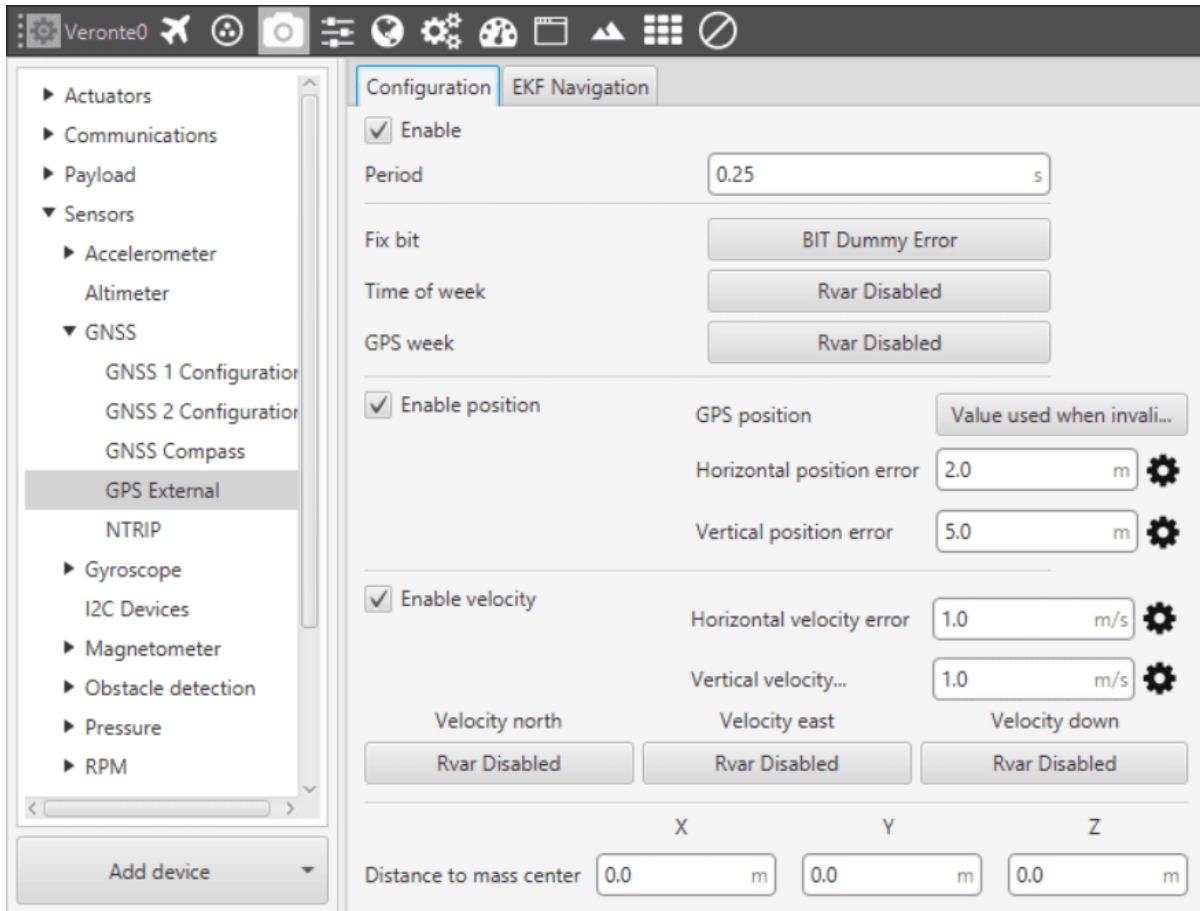 Veronte0
Actuators
Communications
Payload
Sensors
Accelerometer
Altimeter
GNSS
GNSS 1 Configuration
GNSS 2 Configuration
GNSS Compass
GPS External
NTRIP
Gyroscope
I2C Devices
Magnetometer
Obstacle detection
Pressure
RPM
Add device
Configuration EKF Navigation
Enable
Period 0.25 s
Fix bit BIT Dummy Error
Time of week Rvar Disabled
GPS week Rvar Disabled
Enable position GPS position Value used when invali...
Horizontal position error 2.0 m
Vertical position error 5.0 m
Enable velocity Horizontal velocity error 1.0 m/s
Vertical velocity... 1.0 m/s
Velocity north Velocity east Velocity down
Rvar Disabled Rvar Disabled Rvar Disabled
X Y Z
Distance to mass center 0.0 m 0.0 m 0.0 m